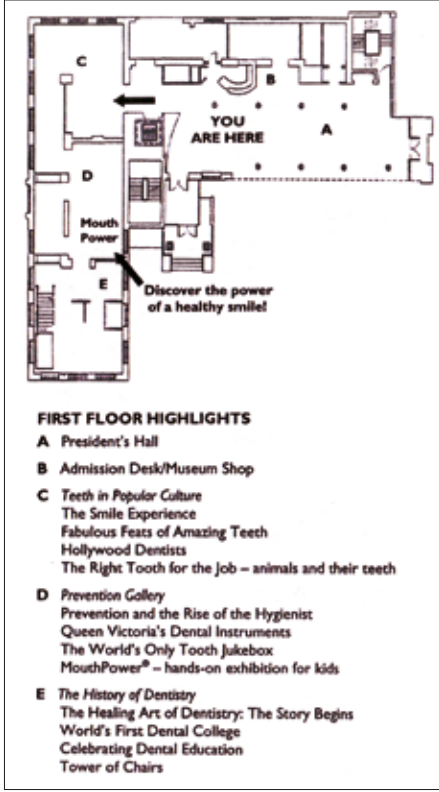 C
B
YOU
ARE HERE
A
D
Mouth
Power
E
Discover the power
of a healthy smile!
FIRST FLOOR HIGHLIGHTS
A President's Hall
B Admission Desk/Museum Shop
C Teeth in Popular Culture
The Smile Experience
Fabulous Feats of Amazing Teeth
Hollywood Dentists
The Right Tooth for the Job – animals and their teeth
D Prevention Gallery
Prevention and the Rise of the Hygienist
Queen Victoria's Dental Instruments
The World's Only Tooth Jukebox
MouthPower® – hands-on exhibition for kids
E The History of Dentistry
The Healing Art of Dentistry: The Story Begins
World's First Dental College
Celebrating Dental Education
Tower of Chairs